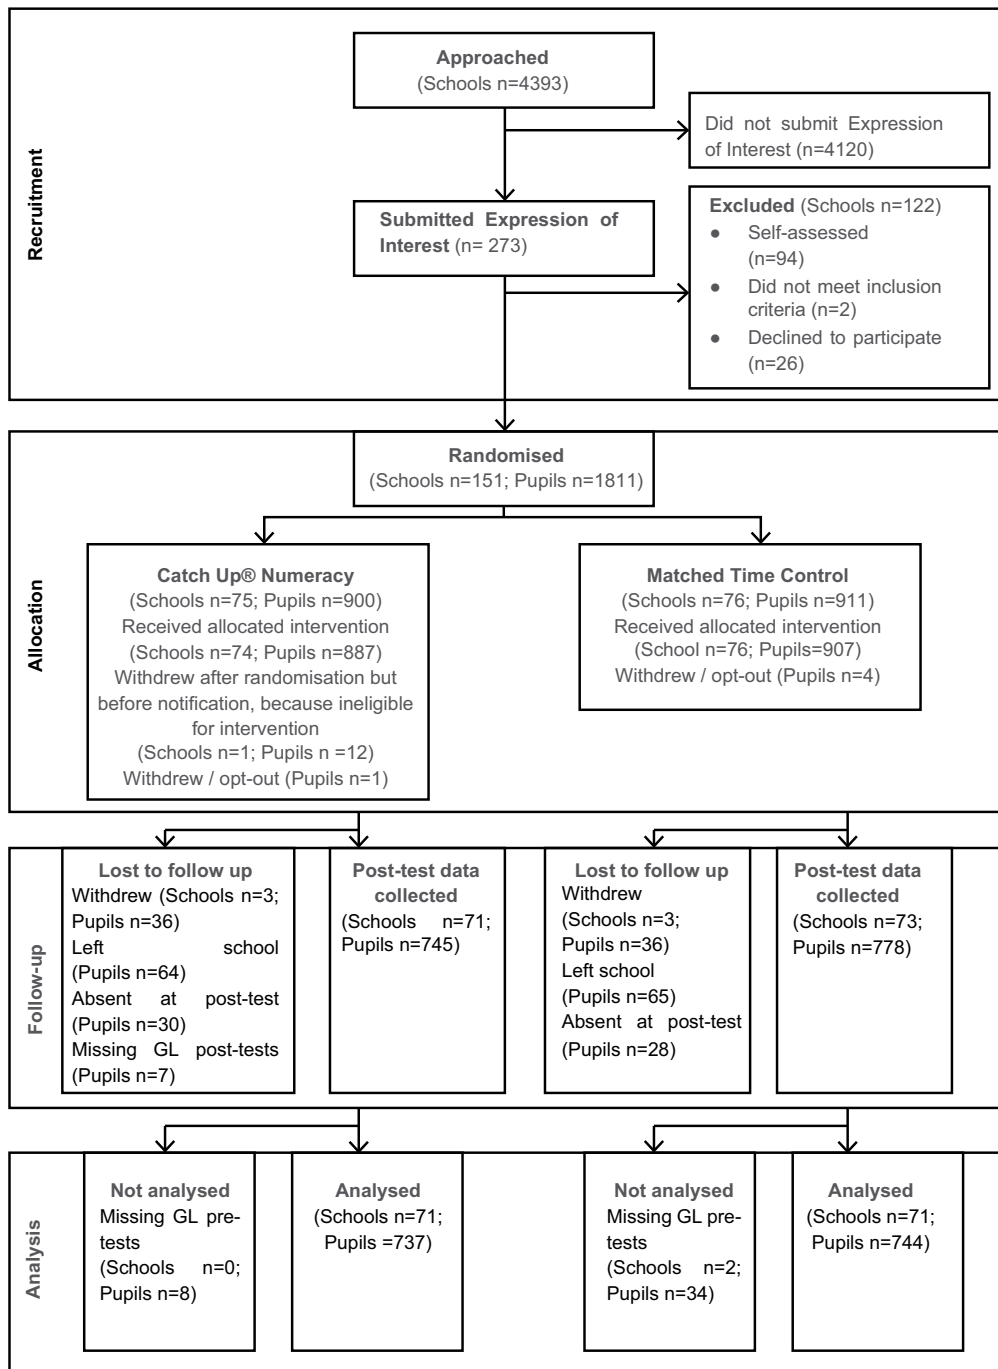 Recruitment
Approached
(Schools n=4393)
Did not submit Expression
of Interest (n=4120)
Submitted Expression of
Interest (n= 273)
Excluded (Schools n=122)
● Self-assessed
(n=94)
● Did not meet inclusion
criteria (n=2)
● Declined to participate
(n=26)
Allocation
Randomised
(Schools n=151; Pupils n=1811)
Catch Up® Numeracy
(Schools n=75; Pupils n=900)
Received allocated intervention
(Schools n=74; Pupils n=887)
Withdrew after randomisation but
before notification, because ineligible
for intervention
(Schools n=1; Pupils n =12)
Withdrew / opt-out (Pupils n=1)
Matched Time Control
(Schools n=76; Pupils n=911)
Received allocated intervention
(School n=76; Pupils=907)
Withdrew / opt-out (Pupils n=4)
Follow-up
Lost to follow up
Withdrew (Schools n=3;
Pupils n=36)
Left school
(Pupils n=64)
Absent at post-test
(Pupils n=30)
Missing GL post-tests
(Pupils n=7)
Post-test data
collected
(Schools n=71;
Pupils n=745)
Lost to follow up
Withdrew
(Schools n=3;
Pupils n=36)
Left school
(Pupils n=65)
Absent at post-test
(Pupils n=28)
Post-test data
collected
(Schools n=73;
Pupils n=778)
Analysis
Not analysed
Missing GL pre-
tests
(Schools n=0;
Pupils n=8)
Analysed
(Schools n=71;
Pupils =737)
Not analysed
Missing GL pre-
tests
(Schools n=2;
Pupils n=34)
Analysed
(Schools n=71;
Pupils n=744)